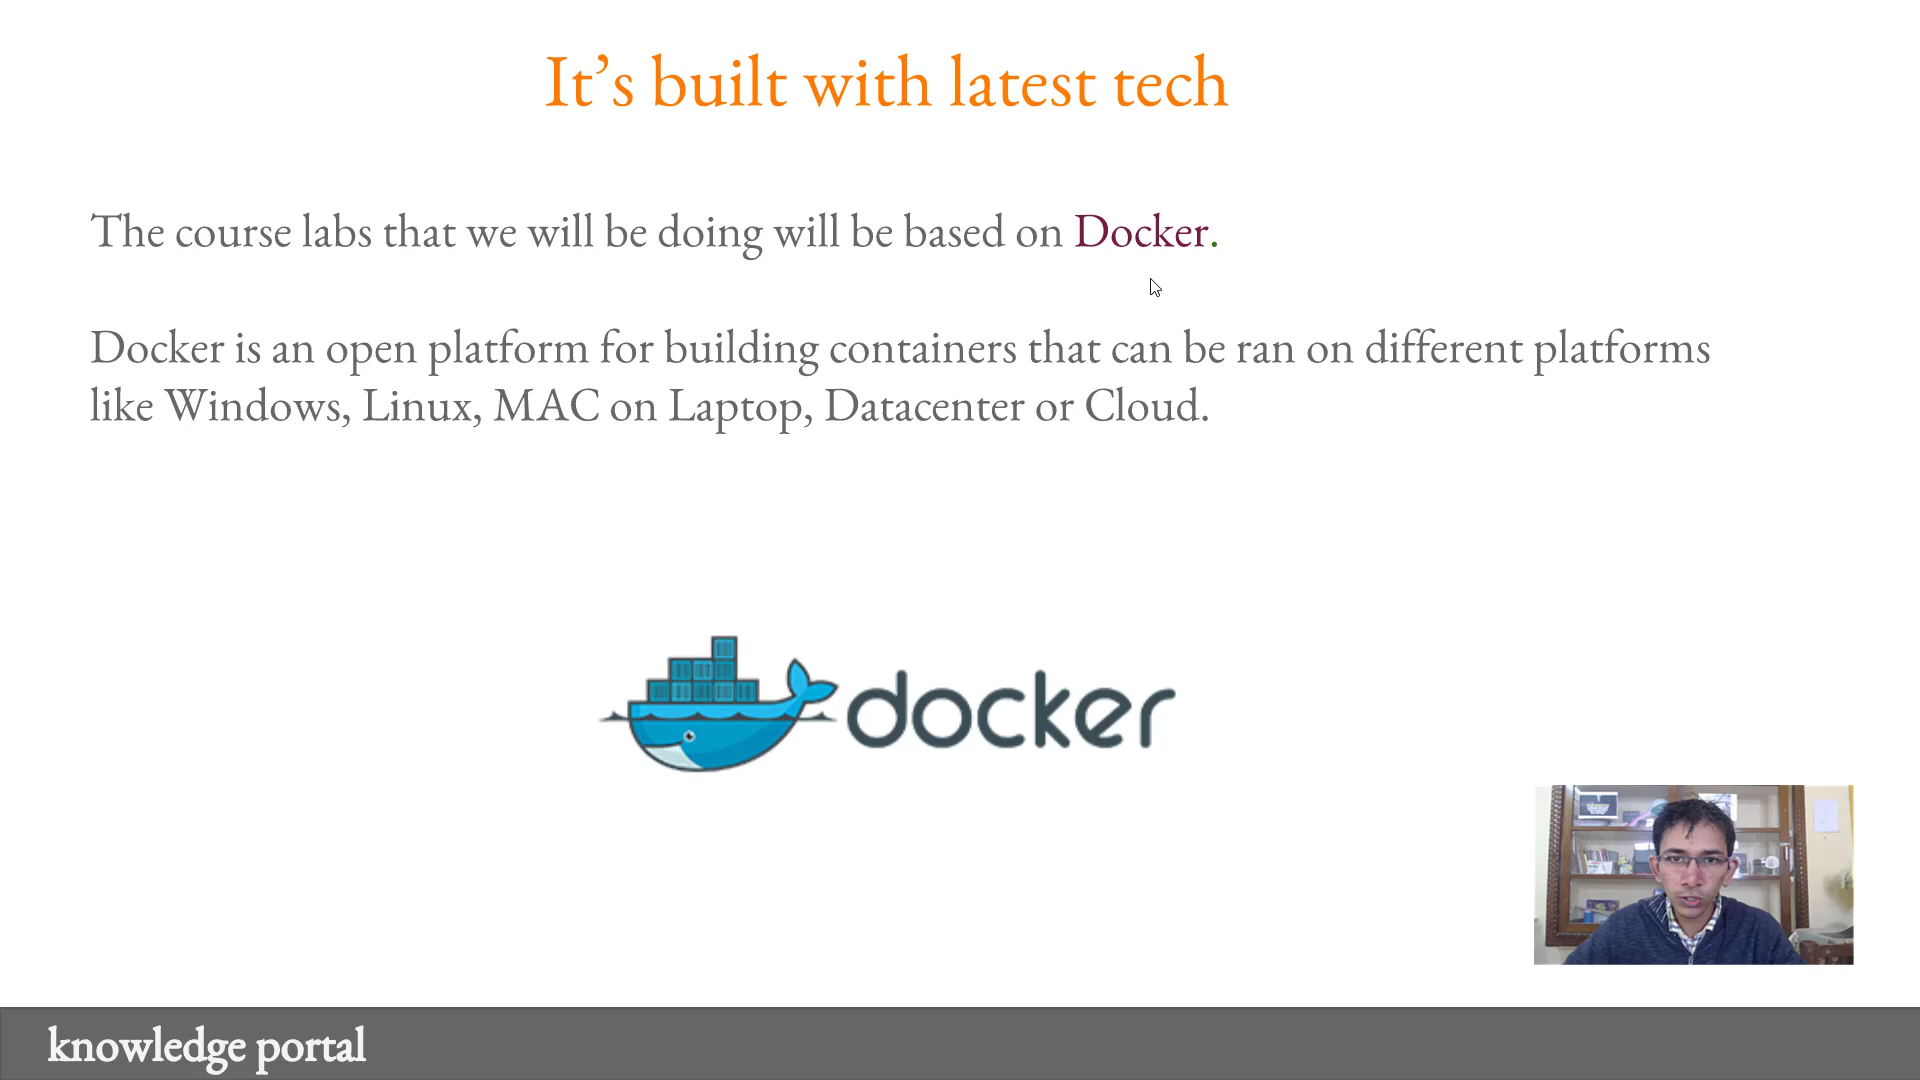 It’s built with latest tech
The course labs that we will be doing will be based on Docker.
Docker is an open platform for building containers that can be ran on different platforms
like Windows, Linux, MAC on Laptop, Datacenter or Cloud.
docker
knowledge portal